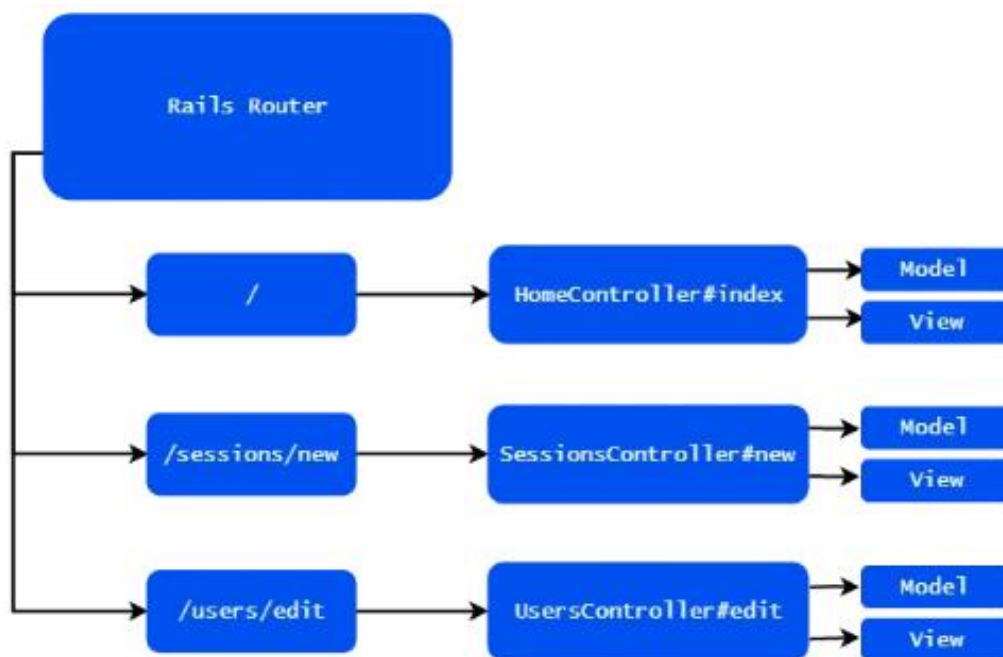 Rails Router
/
HomeController#index
Model
View
/sessions/new
SessionsController#new
Model
View
/users/edit
UsersController#edit
Model
View